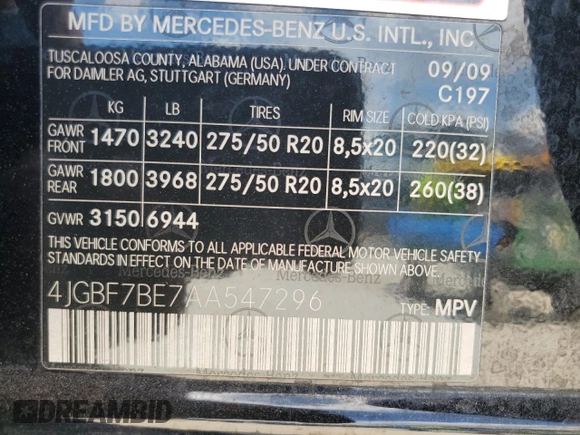 MFD BY MERCEDES-BENZ U.S. INTL., INC
TUSCALOOSA COUNTY, ALABAMA (USA). UNDER CONTRACT
FOR DAIMLER AG, STUTTGART (GERMANY)
09/09
C197
KG LB TIRES RIM SIZE COLD KPA (PSI)
GAWR FRONT 1470 3240 275/50 R20 8,5x20 220(32)
GAWR REAR 1800 3968 275/50 R20 8,5x20 260(38)
GVWR 3150 6944
THIS VEHICLE CONFORMS TO ALL APPLICABLE FEDERAL MOTOR VEHICLE SAFETY
STANDARDS IN EFFECT ON THE DATE OF MANUFACTURE SHOWN ABOVE.
Mercedes-Benz
4JGBF7BE7AA547296
TYPE: MPV
DREAMBID